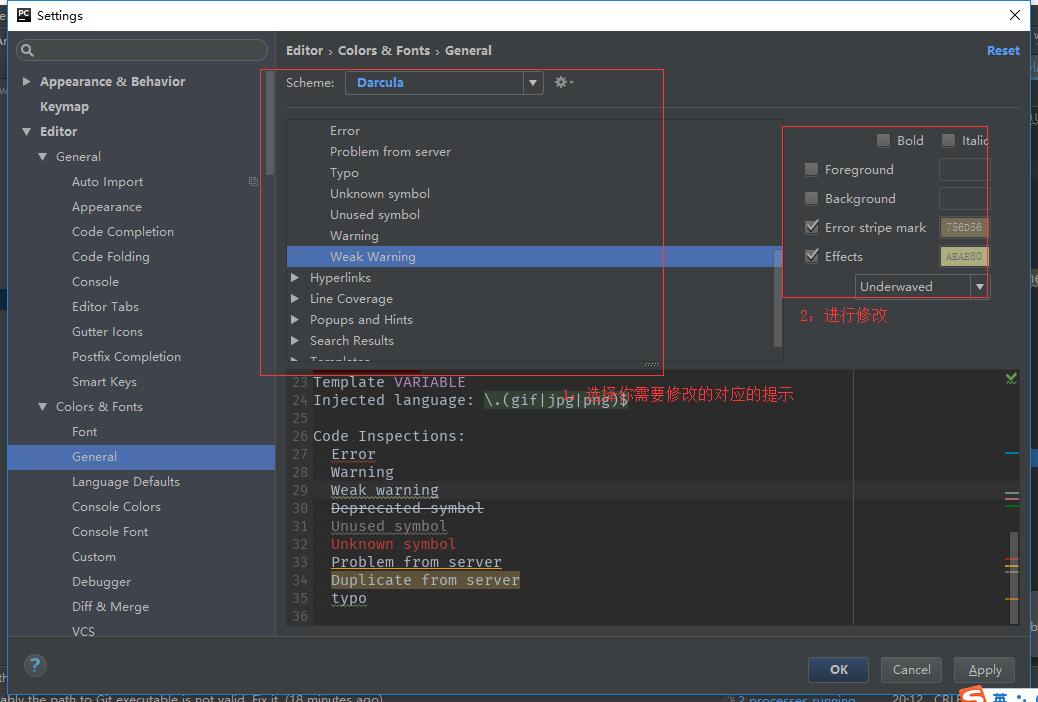 PC Settings
Editor › Colors & Fonts › General
Reset
Scheme: Darcula
Appearance & Behavior
Keymap
Editor
General
Auto Import
Appearance
Code Completion
Code Folding
Console
Editor Tabs
Gutter Icons
Postfix Completion
Smart Keys
Colors & Fonts
Font
General
Language Defaults
Console Colors
Console Font
Custom
Debugger
Diff & Merge
VCS
Error
Problem from server
Typo
Unknown symbol
Unused symbol
Warning
Weak Warning
Hyperlinks
Line Coverage
Popups and Hints
Search Results
Templates
Bold Italic
Foreground
Background
Error stripe mark 756D56
Effects AEAE80
Underwaved
2：进行修改
1：选择你需要修改的对应的提示
23 Template VARIABLE
24 Injected language: \.(gif|jpg|png)$
25
26 Code Inspections:
27 Error
28 Warning
29 Weak warning
30 Deprecated symbol
31 Unused symbol
32 Unknown symbol
33 Problem from server
34 Duplicate from server
35 typo
36
?
OK Cancel Apply
ably the path to Git executable is not valid. Fix it. (18 minutes ago)
2 processes running 20:12 CRLF
S 英